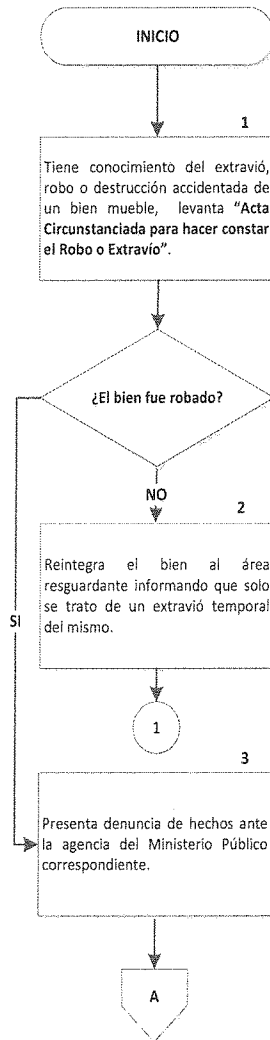 INICIO
1
Tiene conocimiento del extravió,
robo o destrucción accidentada de
un bien mueble, levanta "Acta
Circunstanciada para hacer constar
el Robo o Extravío".
¿El bien fue robado?
NO
2
Reintegra el bien al área
resguardante informando que solo
se trato de un extravió temporal
del mismo.
SI
1
3
Presenta denuncia de hechos ante
la agencia del Ministerio Público
correspondiente.
A